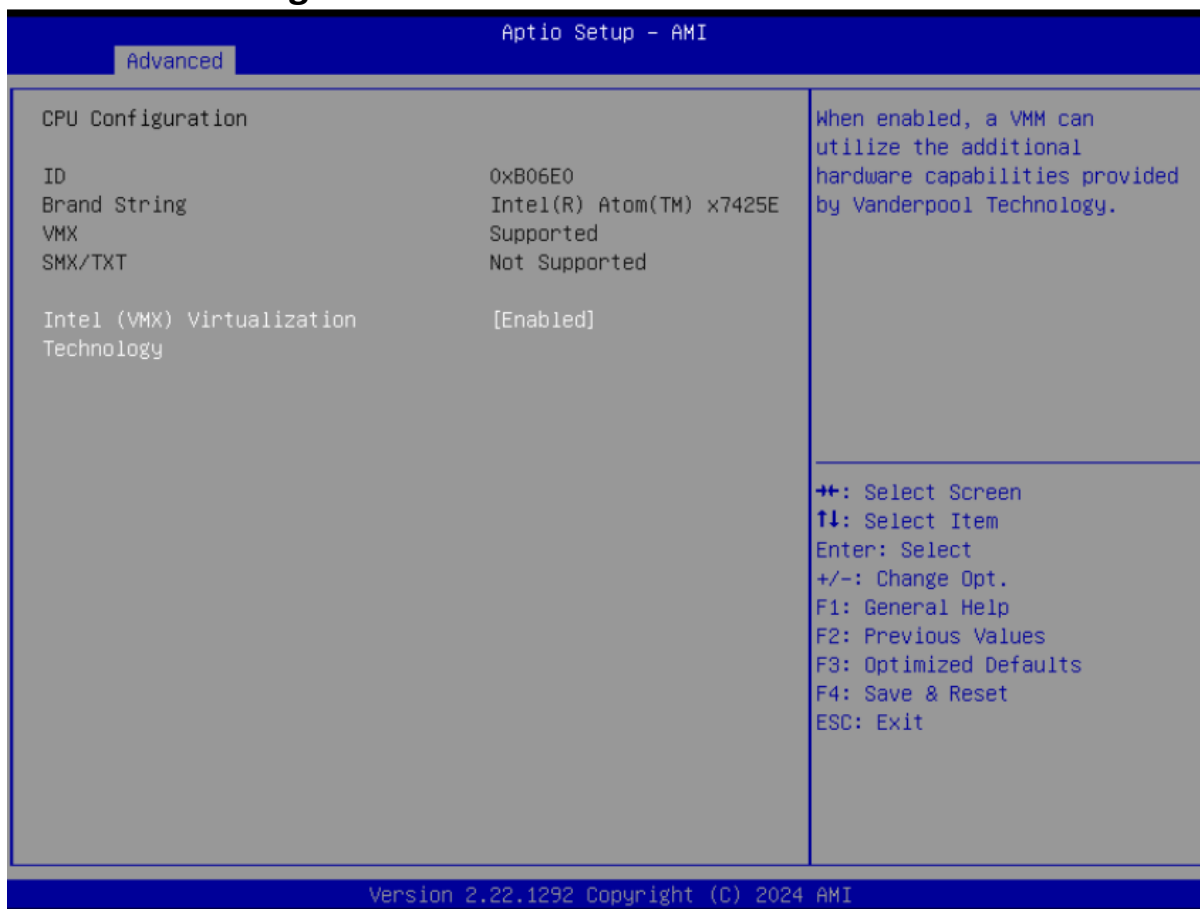 Aptio Setup – AMI
Advanced
CPU Configuration
ID 0xB06E0
Brand String Intel(R) Atom(TM) x7425E
VMX Supported
SMX/TXT Not Supported
Intel (VMX) Virtualization [Enabled]
Technology
When enabled, a VMM can
utilize the additional
hardware capabilities provided
by Vanderpool Technology.
→←: Select Screen
↑↓: Select Item
Enter: Select
+/-: Change Opt.
F1: General Help
F2: Previous Values
F3: Optimized Defaults
F4: Save & Reset
ESC: Exit
Version 2.22.1292 Copyright (C) 2024 AMI